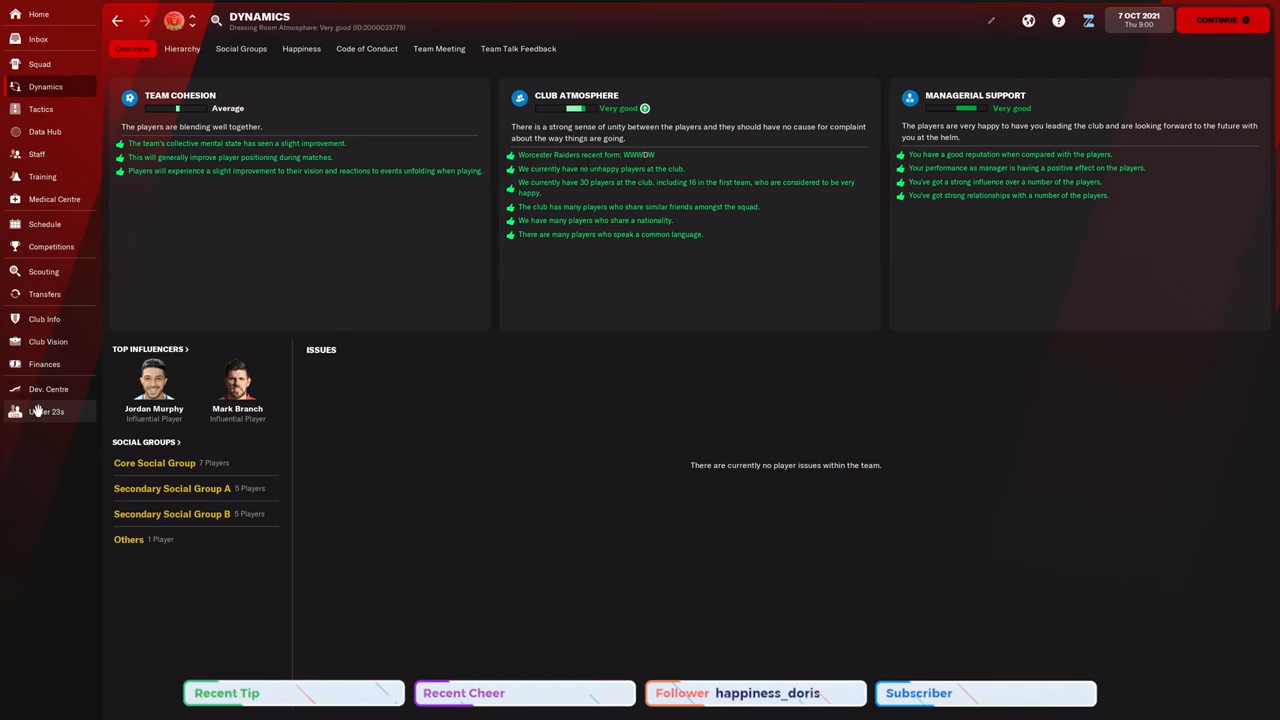 Home
Inbox
Squad
Dynamics
Tactics
Data Hub
Staff
Training
Medical Centre
Schedule
Competitions
Scouting
Transfers
Club Info
Club Vision
Finances
Dev. Centre
23s
DYNAMICS
Dressing Room Atmosphere: Very good (ID:2000023779)
7 OCT 2021
Thu 9:00
CONTINUE
Overview Hierarchy Social Groups Happiness Code of Conduct Team Meeting Team Talk Feedback
TEAM COHESION
Average
The players are blending well together.
The team's collective mental state has seen a slight improvement.
This will generally improve player positioning during matches.
Players will experience a slight improvement to their vision and reactions to events unfolding when playing.
CLUB ATMOSPHERE
Very good
There is a strong sense of unity between the players and they should have no cause for complaint
about the way things are going.
Worcester Raiders recent form: WWWDW
We currently have no unhappy players at the club.
We currently have 30 players at the club, including 16 in the first team, who are considered to be very
happy.
The club has many players who share similar friends amongst the squad.
We have many players who share a nationality.
There are many players who speak a common language.
MANAGERIAL SUPPORT
Very good
The players are very happy to have you leading the club and are looking forward to the future with
you at the helm.
You have a good reputation when compared with the players.
Your performance as manager is having a positive effect on the players.
You've got a strong influence over a number of the players.
You've got strong relationships with a number of the players.
TOP INFLUENCERS >
Jordan Murphy
Influential Player
Mark Branch
Influential Player
SOCIAL GROUPS >
Core Social Group 7 Players
Secondary Social Group A 5 Players
Secondary Social Group B 5 Players
Others 1 Player
ISSUES
There are currently no player issues within the team.
Recent Tip
Recent Cheer
Follower happiness_doris
Subscriber